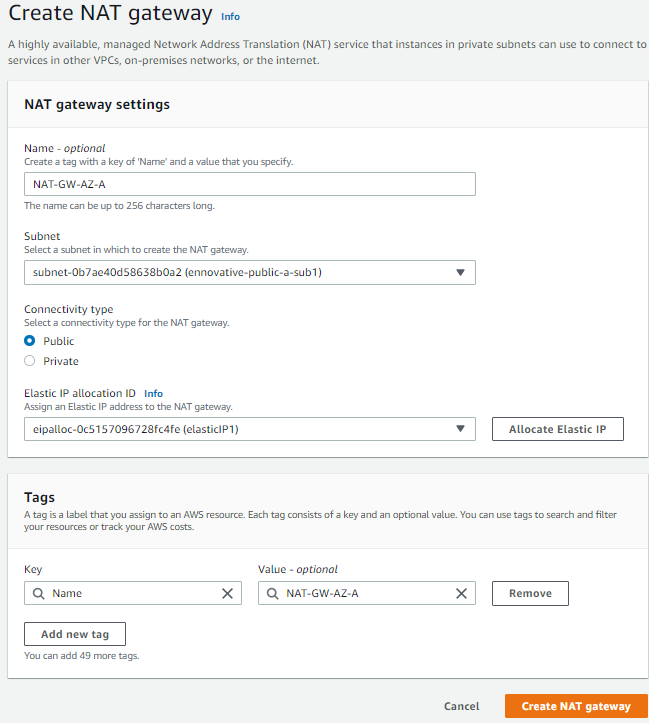 Create NAT gateway Info
A highly available, managed Network Address Translation (NAT) service that instances in private subnets can use to connect to
services in other VPCs, on-premises networks, or the internet.
NAT gateway settings
Name - optional
Create a tag with a key of 'Name' and a value that you specify.
NAT-GW-AZ-A
The name can be up to 256 characters long.
Subnet
Select a subnet in which to create the NAT gateway.
subnet-0b7ae40d58638b0a2 (ennovative-public-a-sub1)
Connectivity type
Select a connectivity type for the NAT gateway.
Public
Private
Elastic IP allocation ID Info
Assign an Elastic IP address to the NAT gateway.
eipalloc-0c5157096728fc4fe (elasticIP1) Allocate Elastic IP
Tags
A tag is a label that you assign to an AWS resource. Each tag consists of a key and an optional value. You can use tags to search and filter
your resources or track your AWS costs.
Key Value - optional
Name NAT-GW-AZ-A Remove
Add new tag
You can add 49 more tags.
Cancel Create NAT gateway